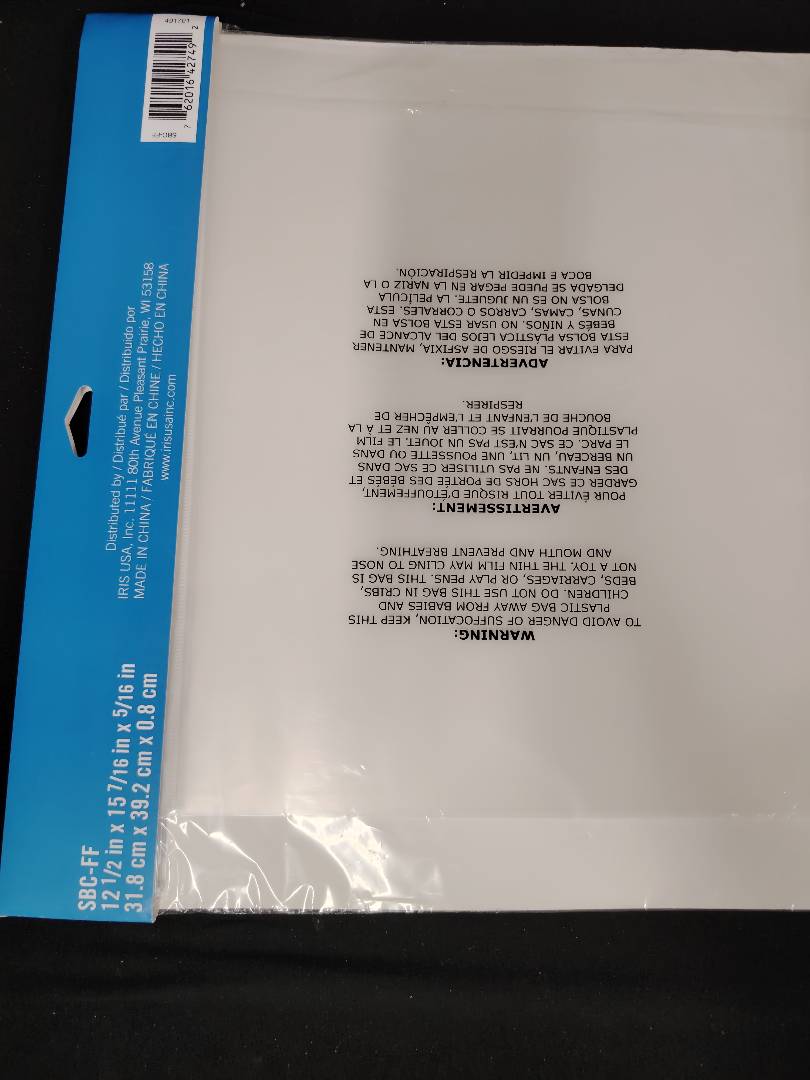 SBC-FF
12 1/2 in x 15 7/16 in x 5/16 in
31.8 cm x 39.2 cm x 0.8 cm
Distributed by / Distribué par / Distribuido por
IRIS USA, Inc. 11111 80th Avenue Pleasant Prairie, WI 53158
MADE IN CHINA / FABRIQUÉ EN CHINE / HECHO EN CHINA
www.irisusainc.com
491701
7 62016 42749 2
SBC-FF
WARNING:
TO AVOID DANGER OF SUFFOCATION, KEEP THIS
PLASTIC BAG AWAY FROM BABIES AND
CHILDREN. DO NOT USE THIS BAG IN CRIBS,
BEDS, CARRIAGES, OR PLAY PENS. THIS BAG IS
NOT A TOY. THE THIN FILM MAY CLING TO NOSE
AND MOUTH AND PREVENT BREATHING.
AVERTISSEMENT:
POUR ÉVITER TOUT RISQUE D'ÉTOUFFEMENT,
GARDER CE SAC HORS DE PORTÉE DES BÉBÉS ET
DES ENFANTS. NE PAS UTILISER CE SAC DANS
UN BERCEAU, UN LIT, UNE POUSSETTE OU DANS
LE PARC. CE SAC N'EST PAS UN JOUET. LE FILM
PLASTIQUE POURRAIT SE COLLER AU NEZ ET À LA
BOUCHE DE L'ENFANT ET L'EMPÊCHER DE
RESPIRER.
ADVERTENCIA:
PARA EVITAR EL RIESGO DE ASFIXIA, MANTENER
ESTA BOLSA PLÁSTICA LEJOS DEL ALCANCE DE
BEBÉS Y NIÑOS. NO USAR ESTA BOLSA EN
CUNAS, CAMAS, CARROS O CORRALES. ESTA
BOLSA NO ES UN JUGUETE. LA PELÍCULA
DELGADA SE PUEDE PEGAR EN LA NARIZ O LA
BOCA E IMPEDIR LA RESPIRACIÓN.